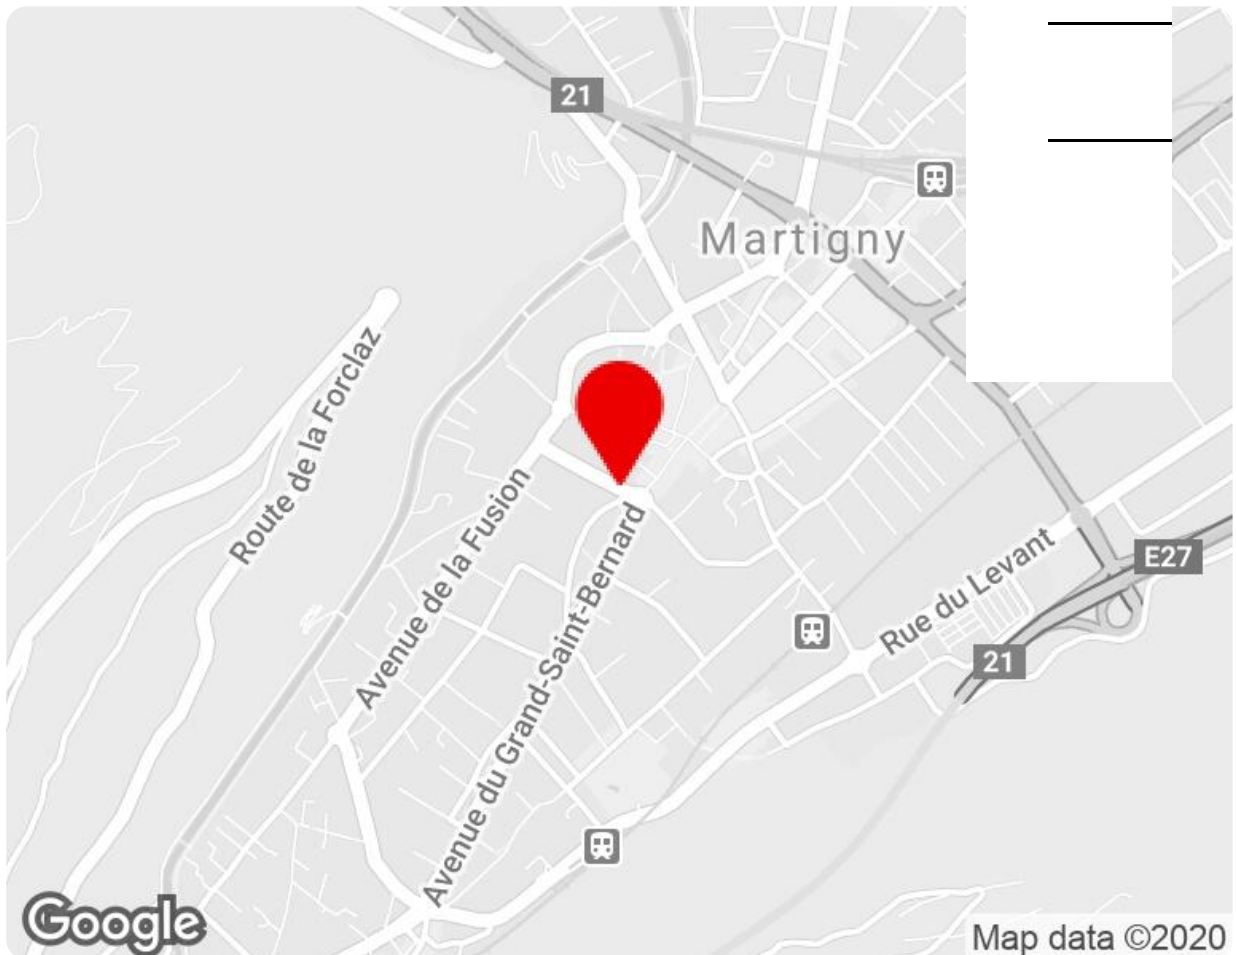 21
Martigny
Route de la Forclaz
Avenue de la Fusion
Avenue du Grand-Saint-Bernard
Rue du Levant
E27
21
Google
Map data ©2020